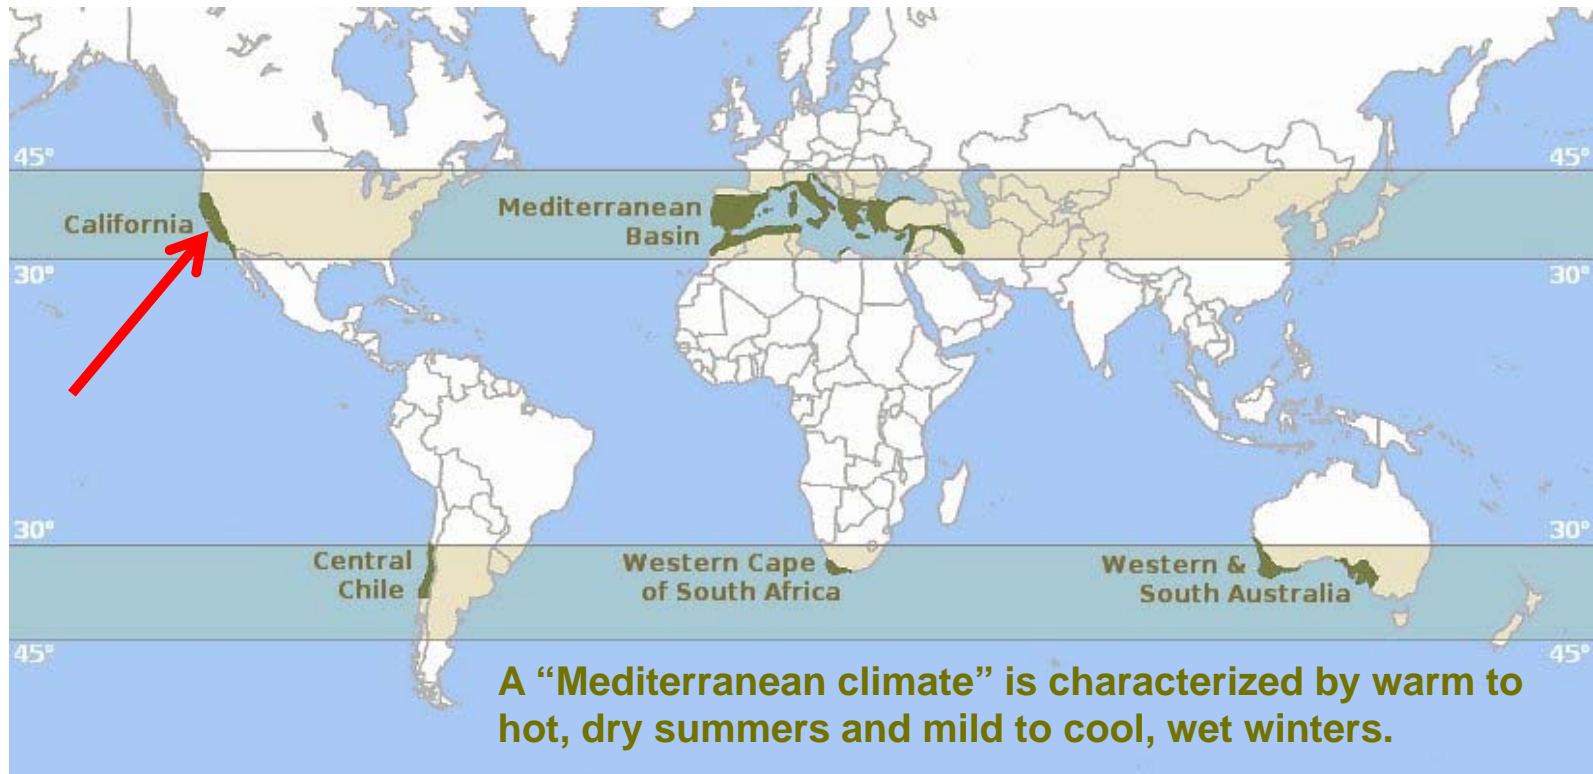 45°
45°
California
Mediterranean
Basin
30°
30°
30°
30°
Central
Chile
Western Cape
of South Africa
Western &
South Australia
45°
45°
A “Mediterranean climate” is characterized by warm to
hot, dry summers and mild to cool, wet winters.